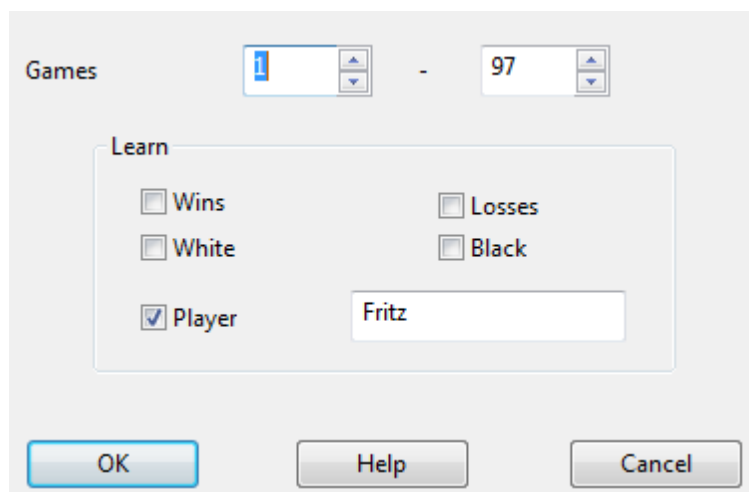 Games 1 - 97
Learn
Wins Losses
White Black
Player Fritz
OK Help Cancel